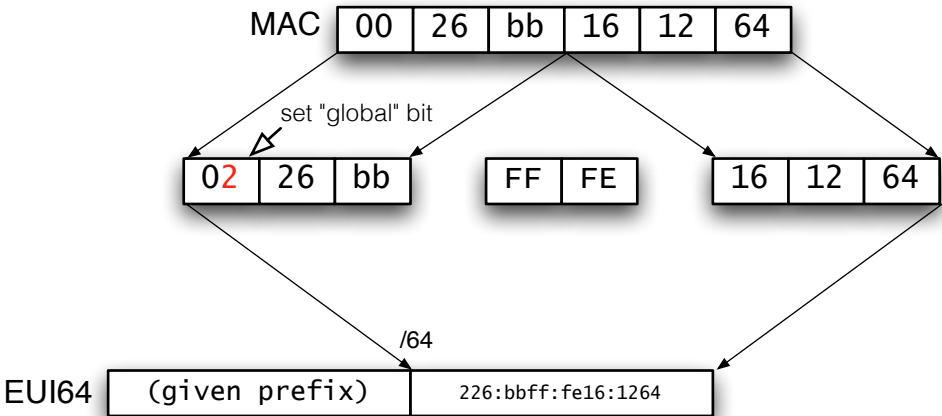 MAC 00 26 bb 16 12 64
set "global" bit
02 26 bb FF FE 16 12 64
/64
EUI64 (given prefix) 226:bbff:fe16:1264